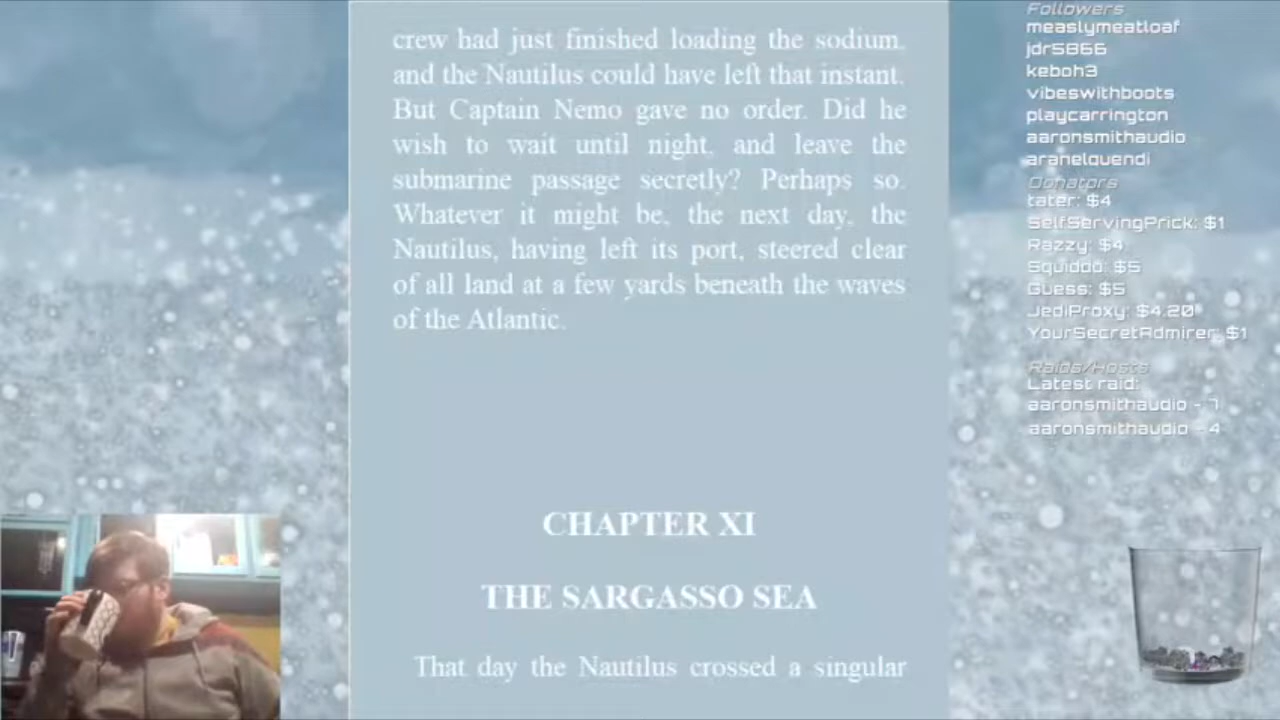 crew had just finished loading the sodium,
and the Nautilus could have left that instant.
But Captain Nemo gave no order. Did he
wish to wait until night, and leave the
submarine passage secretly? Perhaps so.
Whatever it might be, the next day, the
Nautilus, having left its port, steered clear
of all land at a few yards beneath the waves
of the Atlantic.
CHAPTER XI
THE SARGASSO SEA
That day the Nautilus crossed a singular
Followers
measlymeatloaf
jdr5866
keboh3
vibeswithboots
playcarrington
aaronsmithaudio
aranelquendi
Donators
tater: $4
SelfServingPrick: $1
Razzy: $4
Squidoo: $5
Guess: $5
JediProxy: $4.20
YourSecretAdmirer: $1
Raids/Hosts
Latest raid:
aaronsmithaudio - 7
aaronsmithaudio - 4